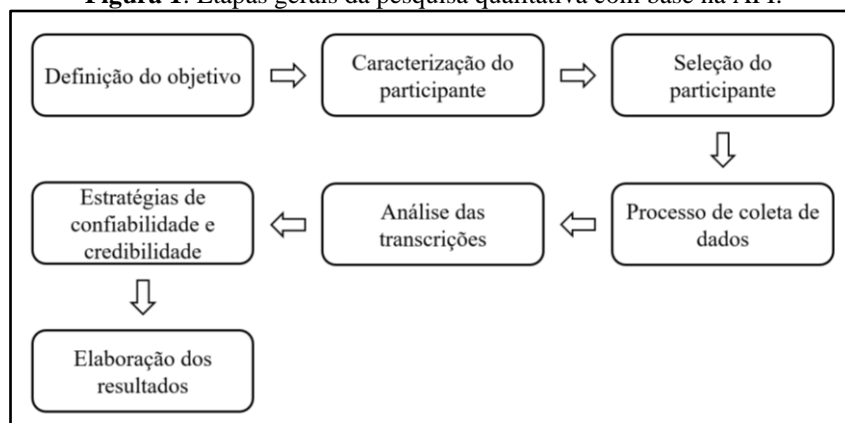 Figura 1. Etapas gerais da pesquisa qualitativa com base na
Definição do objetivo
Caracterização do
participante
Seleção do
participante
Processo de coleta de
dados
Análise das
transcrições
Estratégias de
confiabilidade e
credibilidade
Elaboração dos
resultados